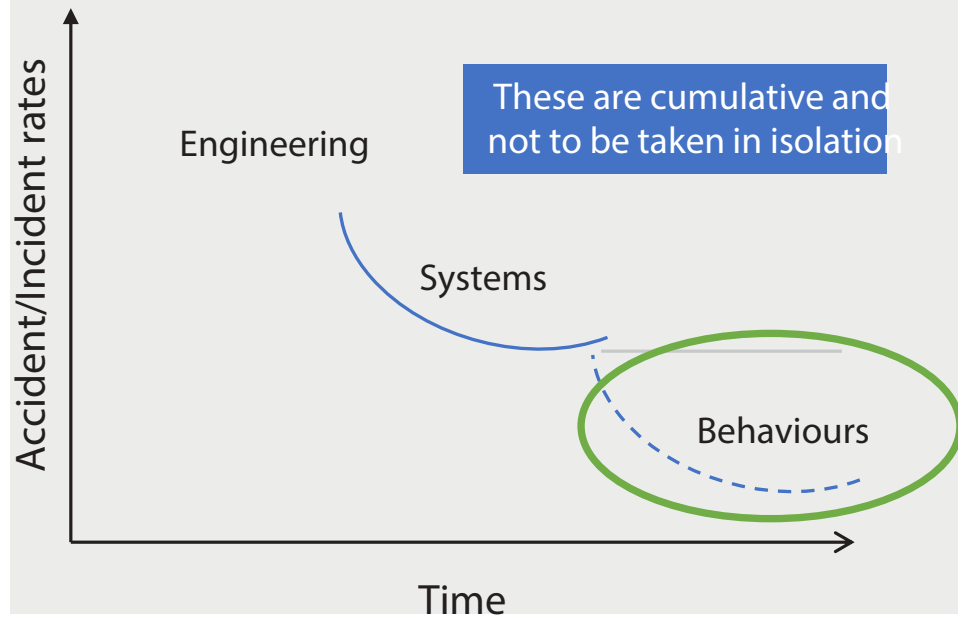 Accident/Incident rates
Engineering
These are cumulative and
not to be taken in isolation
Systems
Behaviours
Time